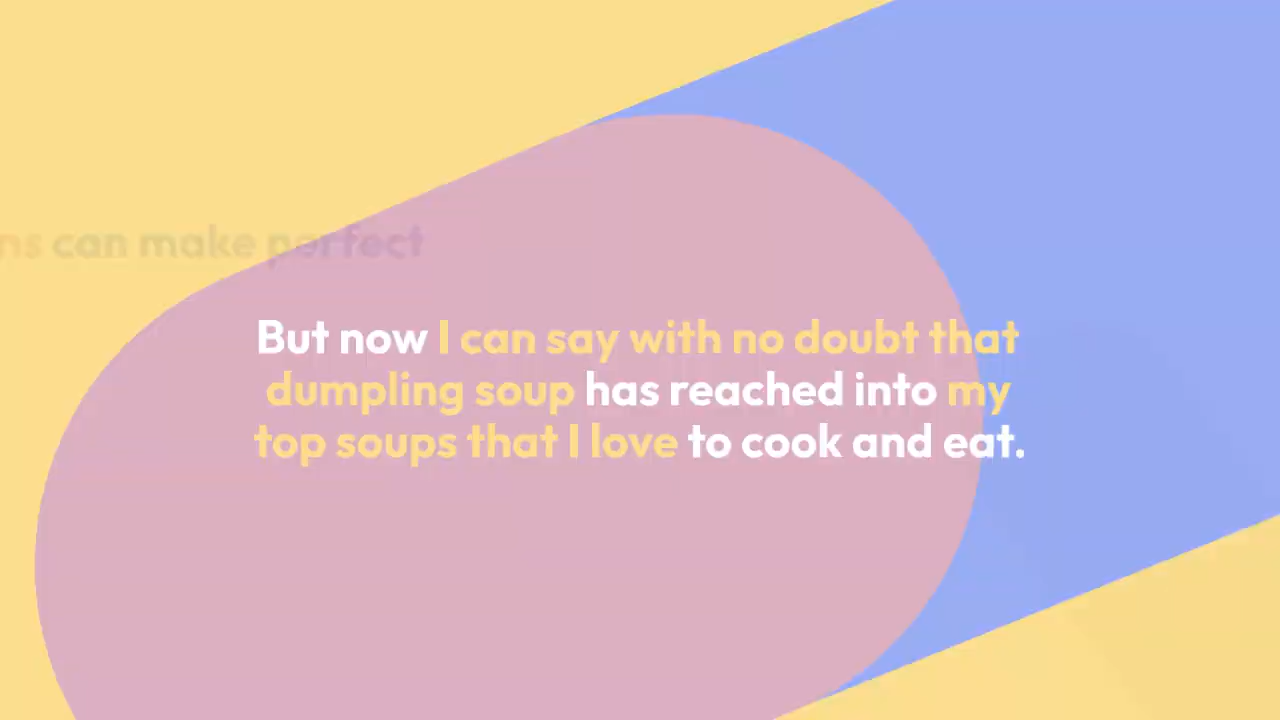 can make perfect
But now I can say with no doubt that
dumpling soup has reached into my
top soups that I love to cook and eat.